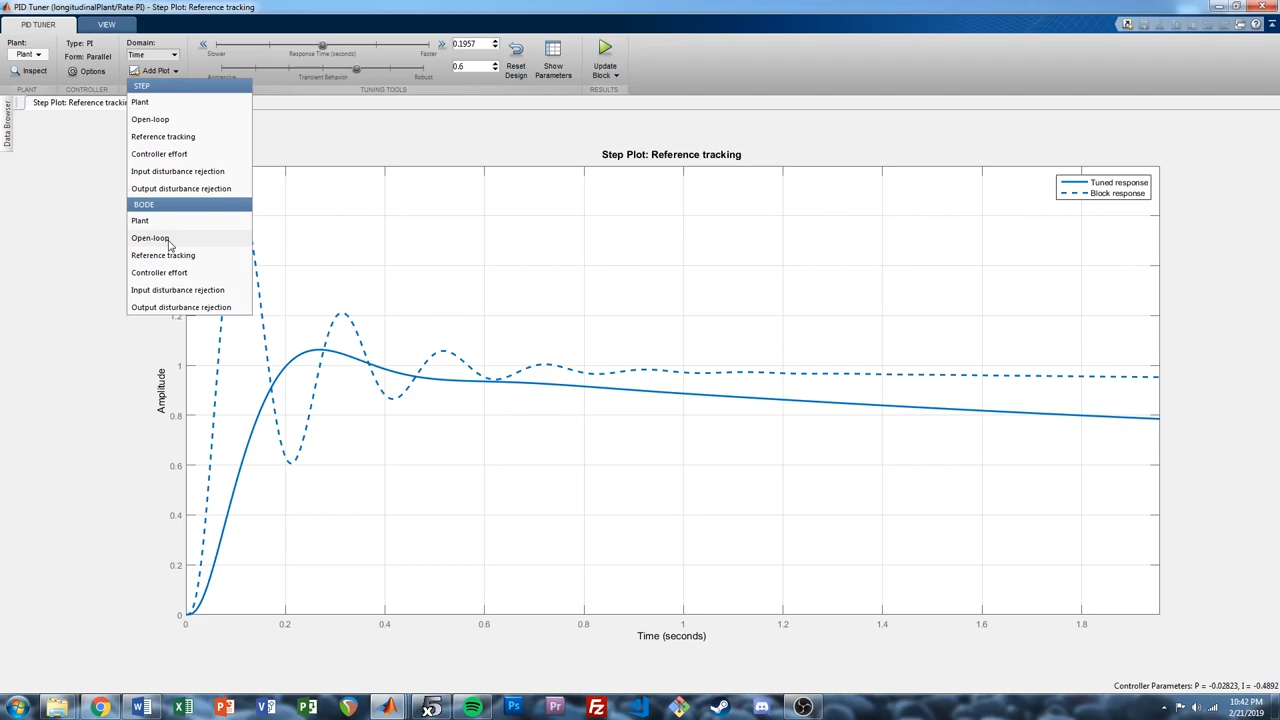 PID Tuner (longitudinalPlant/Rate PI) - Step Plot: Reference tracking
PID TUNER
VIEW
Plant:
Plant
Inspect
PLANT
Type: PI
Form: Parallel
Options
CONTROLLER
Domain:
Time
Add Plot
Slower
Response Time (seconds)
Faster
0.1957
Aggressive
Transient Behavior
Robust
0.6
TUNING TOOLS
Reset
Design
Show
Parameters
Update
Block
RESULTS
Data Browser
Step Plot: Reference trackin
STEP
Plant
Open-loop
Reference tracking
Controller effort
Input disturbance rejection
Output disturbance rejection
BODE
Plant
Open-loop
Reference tracking
Controller effort
Input disturbance rejection
Output disturbance rejection
Step Plot: Reference tracking
Tuned response
Block response
1.2
1
0.8
0.6
0.4
0.2
0
Amplitude
0 0.2 0.4 0.6 0.8 1 1.2 1.4 1.6 1.8
Time (seconds)
Controller Parameters: P = -0.02823, I = -0.4892
10:42 PM
2/21/2019